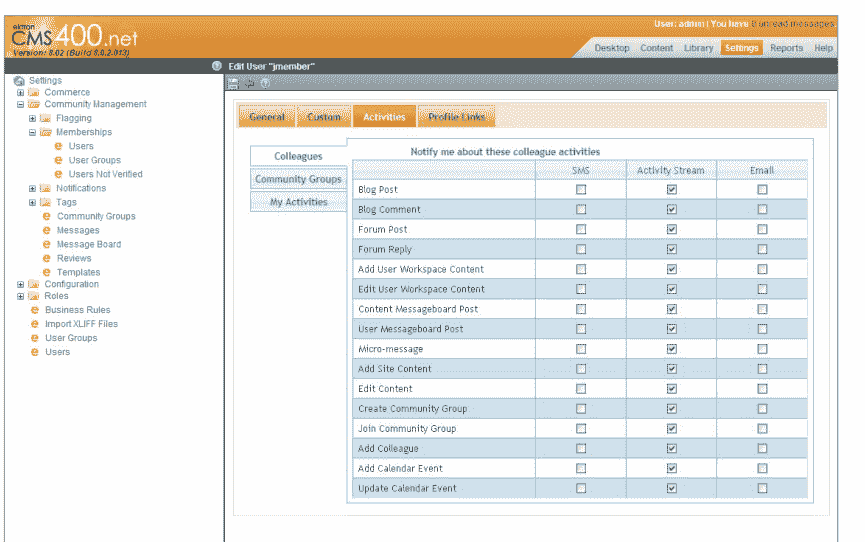 ektron
CMS400.net
Version: 8.02 (Build 8.0.2.013)
User: admin | You have 0 unread messages
Desktop Content Library Settings Reports Help
Edit User "jmember"
Settings
Commerce
Community Management
Flagging
Memberships
Users
User Groups
Users Not Verified
Notifications
Tags
Community Groups
Messages
Message Board
Reviews
Templates
Configuration
Roles
Business Rules
Import XLIFF Files
User Groups
Users
General Custom Activities Profile Links
Colleagues
Community Groups
My Activities
Notify me about these colleague activities
SMS Activity Stream Email
Blog Post
Blog Comment
Forum Post
Forum Reply
Add User Workspace Content
Edit User Workspace Content
Content Messageboard Post
User Messageboard Post
Micro-message
Add Site Content
Edit Content
Create Community Group
Join Community Group
Add Colleague
Add Calendar Event
Update Calendar Event